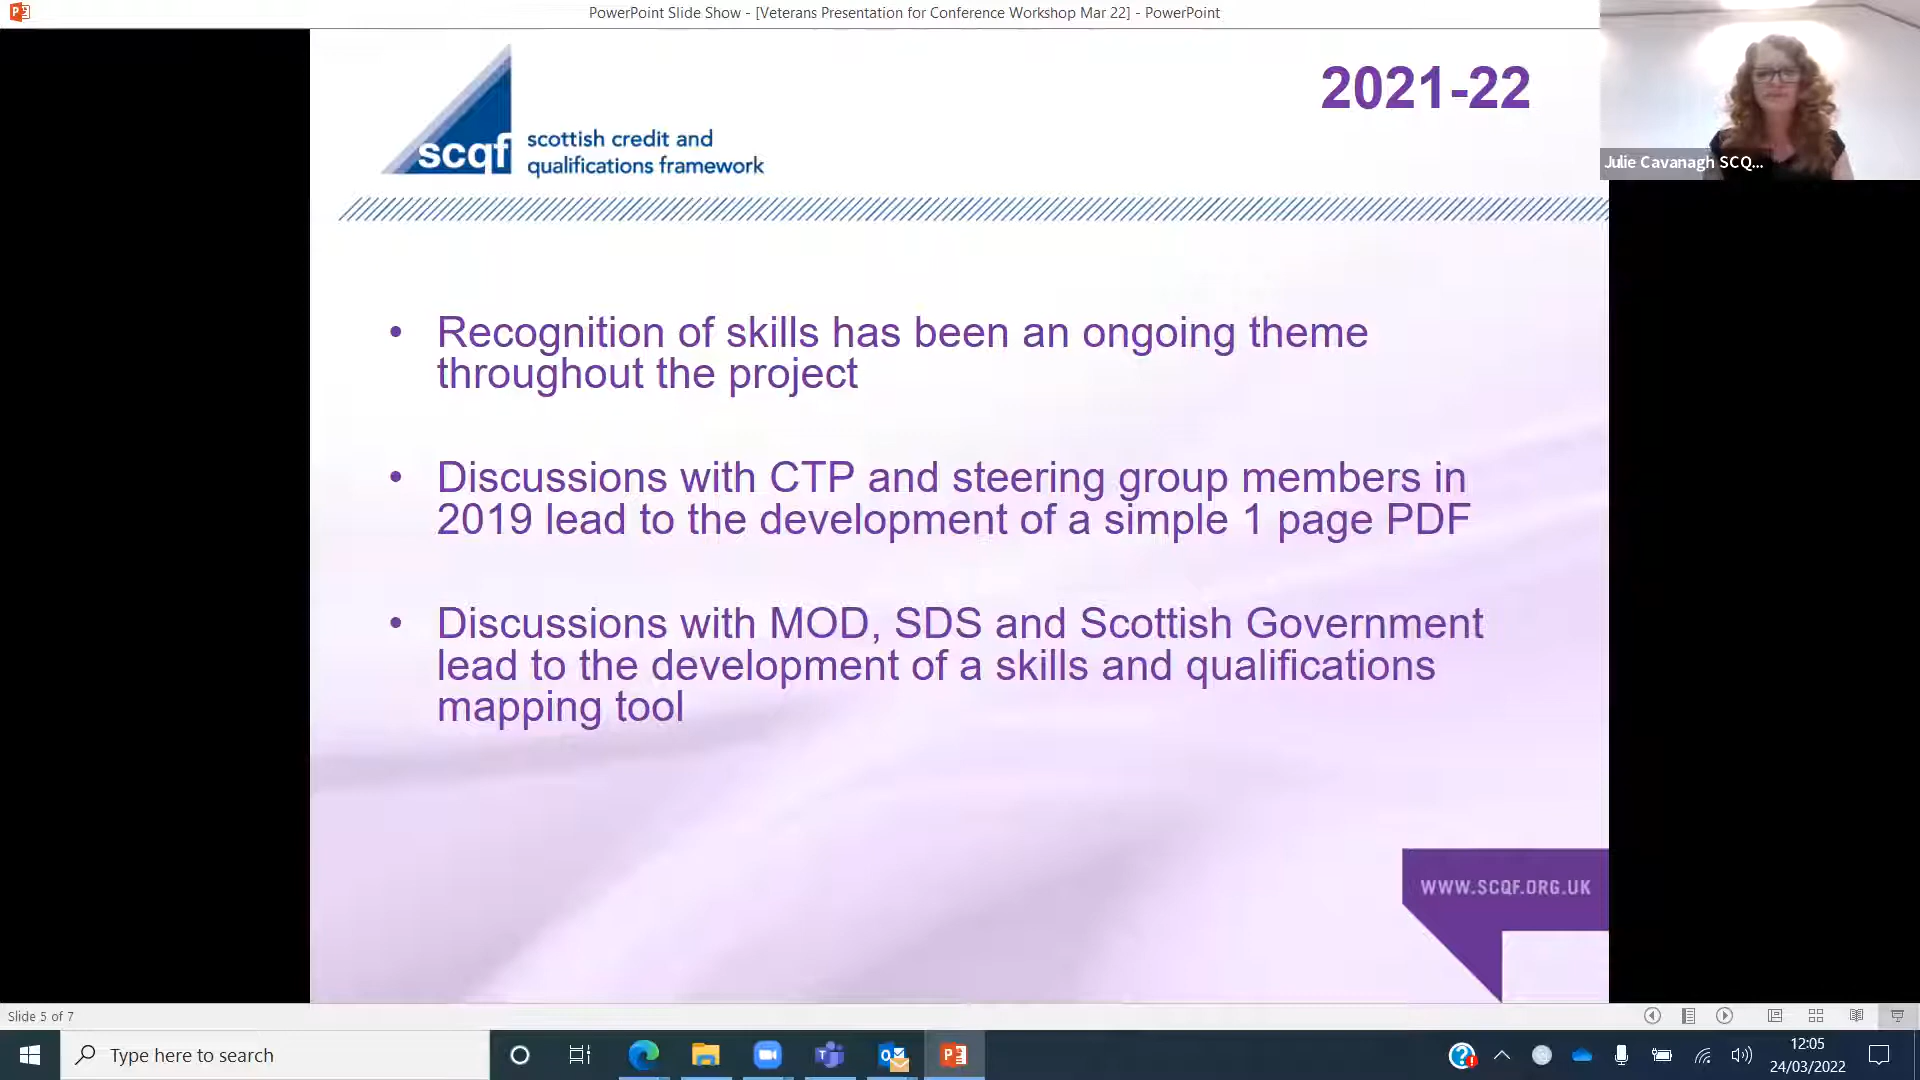 PowerPoint Slide Show - [Veterans Presentation for Conference Workshop Mar 22] - PowerPoint
2021-22
scqf
scottish credit and
qualifications framework
Julie Cavanagh SCQ...
• Recognition of skills has been an ongoing theme
throughout the project
• Discussions with CTP and steering group members in
2019 lead to the development of a simple 1 page PDF
• Discussions with MOD, SDS and Scottish Government
lead to the development of a skills and qualifications
mapping tool
WWW.SCQF.ORG.UK
Slide 5 of 7
Type here to search
12:05
24/03/2022